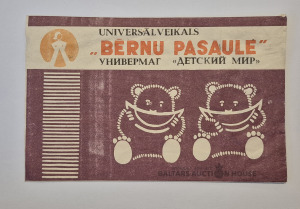 UNIVERSĀLVEIKALS
„BĒRNU PASAULE"
УНИВЕРМАГ «ДЕТСКИЙ МИР»
BALTARS AUCTION HOUSE